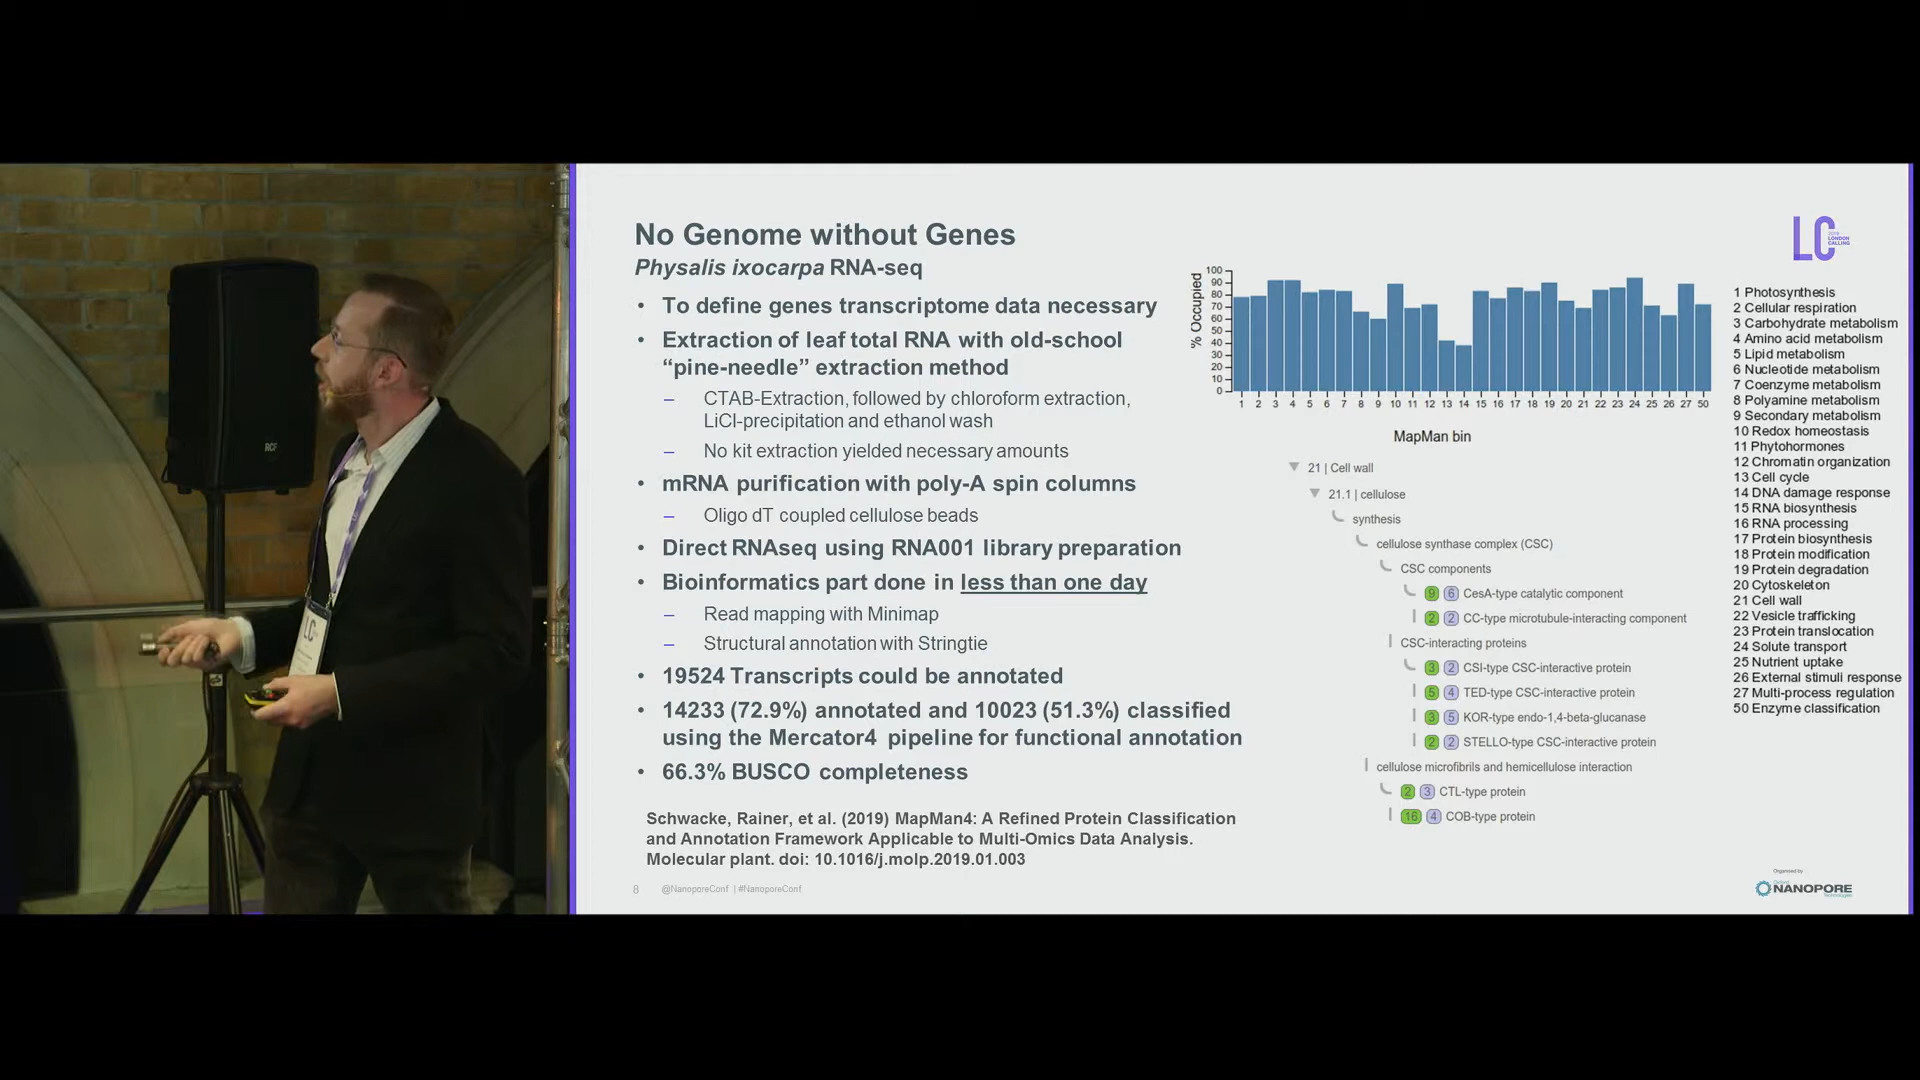 No Genome without Genes
Physalis ixocarpa RNA-seq
• To define genes transcriptome data necessary
• Extraction of leaf total RNA with old-school
“pine-needle” extraction method
– CTAB-Extraction, followed by chloroform extraction,
LiCl-precipitation and ethanol wash
– No kit extraction yielded necessary amounts
• mRNA purification with poly-A spin columns
– Oligo dT coupled cellulose beads
• Direct RNAseq using RNA001 library preparation
• Bioinformatics part done in less than one day
– Read mapping with Minimap
– Structural annotation with Stringtie
• 19524 Transcripts could be annotated
• 14233 (72.9%) annotated and 10023 (51.3%) classified
using the Mercator4 pipeline for functional annotation
• 66.3% BUSCO completeness
Schwacke, Rainer, et al. (2019) MapMan4: A Refined Protein Classification
and Annotation Framework Applicable to Multi-Omics Data Analysis.
Molecular plant. doi: 10.1016/j.molp.2019.01.003
8 @NanoporeConf | #NanoporeConf
% Occupied
100
90
80
70
60
50
40
30
20
10
0
1 2 3 4 5 6 7 8 9 10 11 12 13 14 15 16 17 18 19 20 21 22 23 24 25 26 27 50
MapMan bin
21 | Cell wall
21.1 | cellulose
synthesis
cellulose synthase complex (CSC)
CSC components
9 6 CesA-type catalytic component
2 2 CC-type microtubule-interacting component
CSC-interacting proteins
3 2 CSI-type CSC-interactive protein
5 4 TED-type CSC-interactive protein
3 5 KOR-type endo-1,4-beta-glucanase
2 2 STELLO-type CSC-interactive protein
cellulose microfibrils and hemicellulose interaction
2 3 CTL-type protein
16 4 COB-type protein
LC
LONDON
CALLING
1 Photosynthesis
2 Cellular respiration
3 Carbohydrate metabolism
4 Amino acid metabolism
5 Lipid metabolism
6 Nucleotide metabolism
7 Coenzyme metabolism
8 Polyamine metabolism
9 Secondary metabolism
10 Redox homeostasis
11 Phytohormones
12 Chromatin organization
13 Cell cycle
14 DNA damage response
15 RNA biosynthesis
16 RNA processing
17 Protein biosynthesis
18 Protein modification
19 Protein degradation
20 Cytoskeleton
21 Cell wall
22 Vesicle trafficking
23 Protein translocation
24 Solute transport
25 Nutrient uptake
26 External stimuli response
27 Multi-process regulation
50 Enzyme classification
Organised by
Oxford
NANOPORE
Technologies
RCF
LC